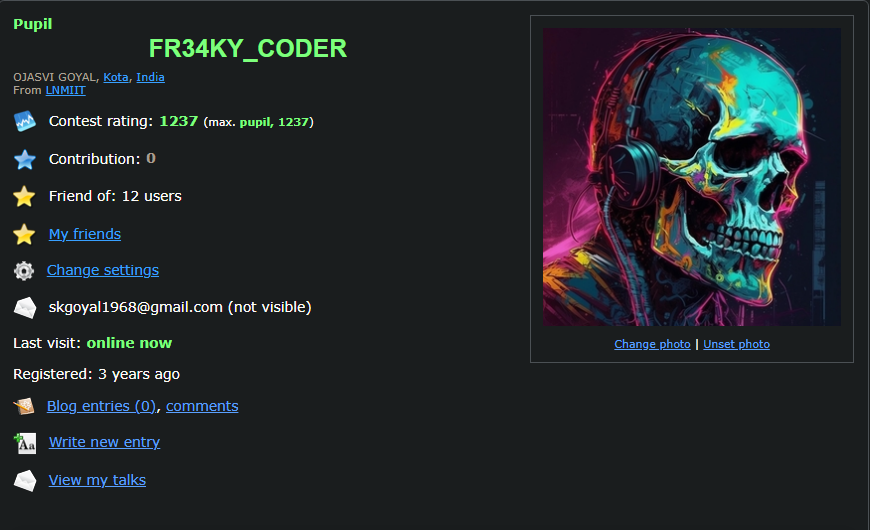 Pupil
FR34KY_CODER
OJASVI GOYAL, Kota, India
From LNMIIT
Contest rating: 1237 (max. pupil, 1237)
Contribution: 0
Friend of: 12 users
My friends
Change settings
skgoyal1968@gmail.com (not visible)
Last visit: online now
Registered: 3 years ago
Blog entries (0), comments
Aa Write new entry
View my talks
Change photo | Unset photo